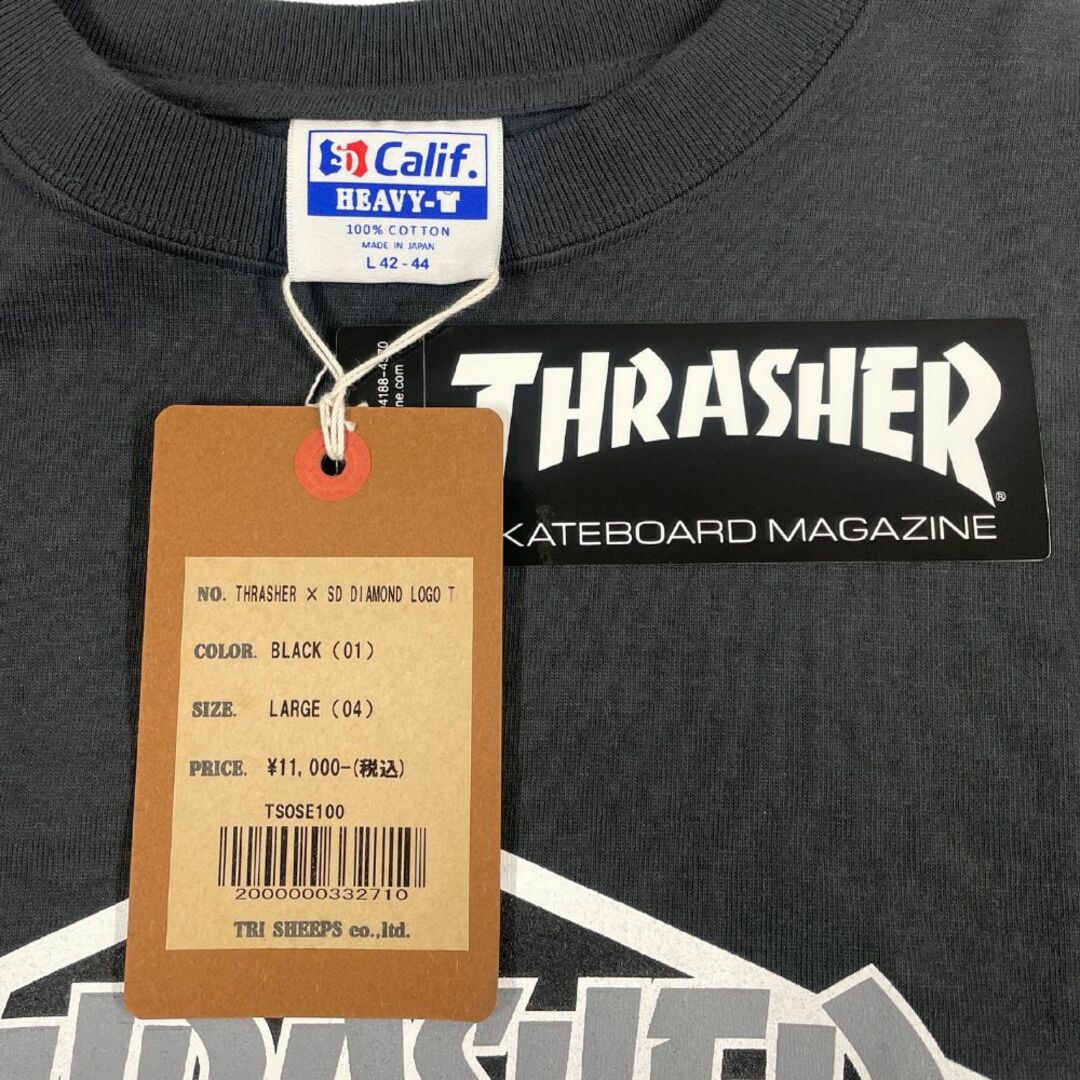 SD Calif.
HEAVY-T
100% COTTON
MADE IN JAPAN
L 42 - 44
THRASHER
®
KATEBOARD MAGAZINE
NO. THRASHER × SD DIAMOND LOGO T
COLOR. BLACK (01)
SIZE. LARGE (04)
PRICE. ¥11,000-(税込)
TSOSE100
2000000332710
TRI SHEEPS co.,ltd.
THRASHER